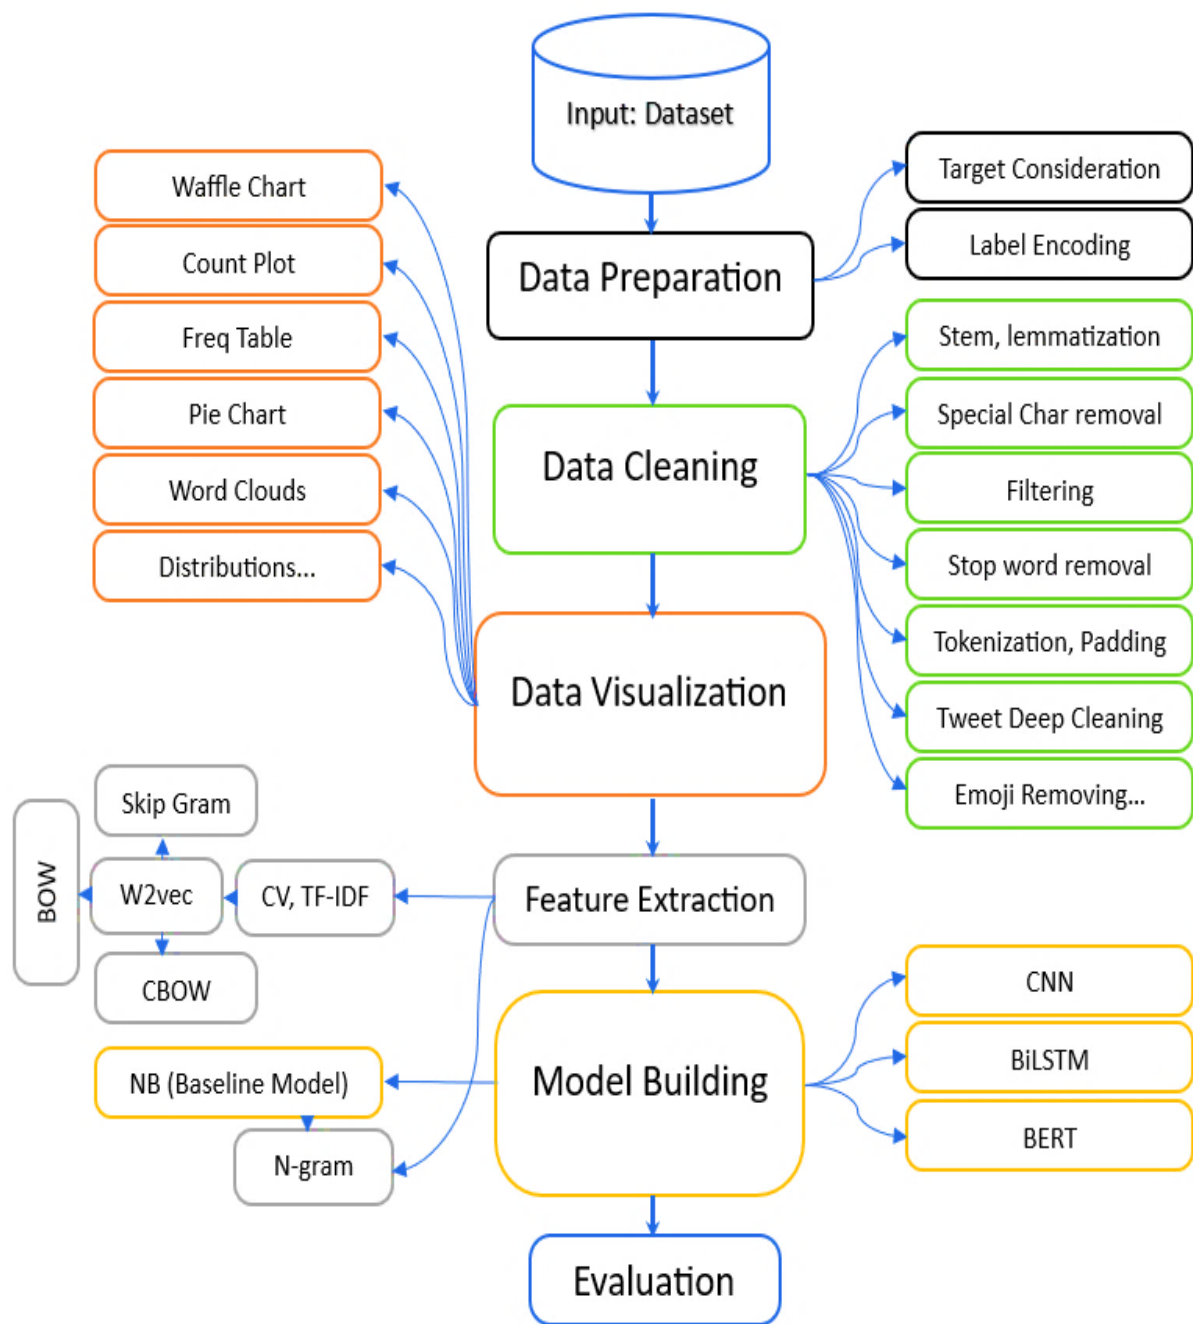 Input: Dataset
Data Preparation
Target Consideration
Label Encoding
Data Cleaning
Stem, lemmatization
Special Char removal
Filtering
Stop word removal
Tokenization, Padding
Tweet Deep Cleaning
Emoji Removing...
Data Visualization
Waffle Chart
Count Plot
Freq Table
Pie Chart
Word Clouds
Distributions...
Feature Extraction
CV, TF-IDF
W2vec
Skip Gram
BOW
CBOW
N-gram
Model Building
NB (Baseline Model)
CNN
BiLSTM
BERT
Evaluation